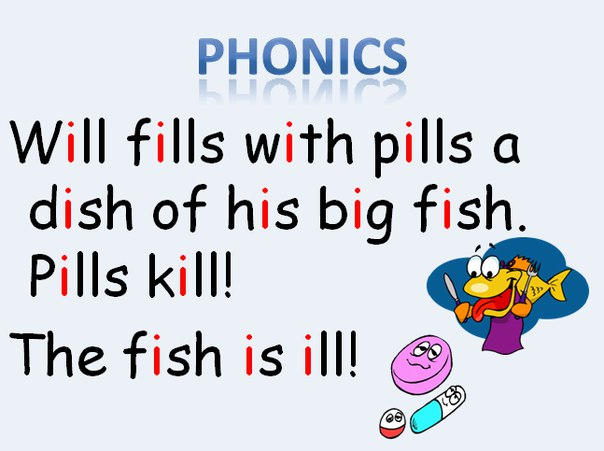 PHONICS
Will fills with pills a
dish of his big fish.
Pills kill!
The fish is ill!